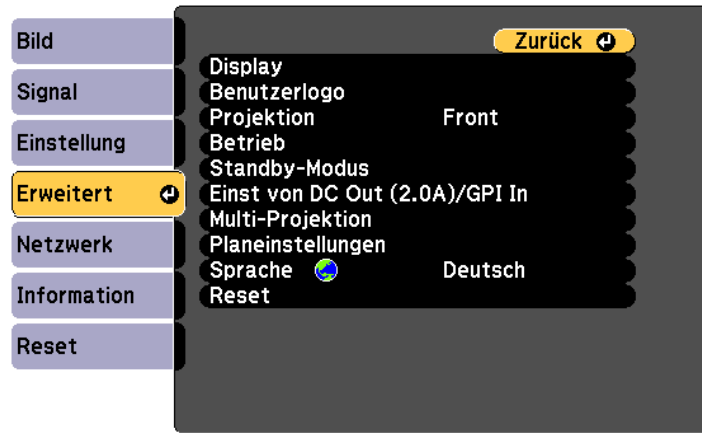 Bild
Signal
Einstellung
Erweitert
Netzwerk
Information
Reset
Zurück
Display
Benutzerlogo
Projektion Front
Betrieb
Standby-Modus
Einst von DC Out (2.0A)/GPI In
Multi-Projektion
Planeinstellungen
Sprache Deutsch
Reset